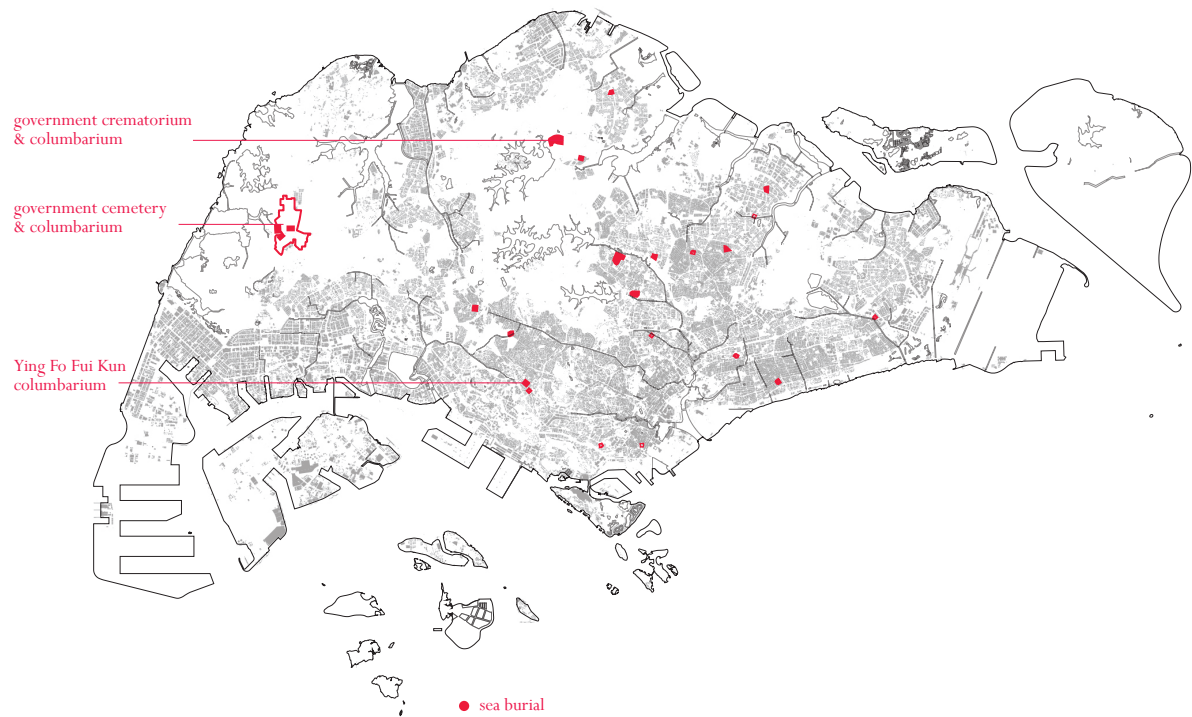 government crematorium
& columbarium
government cemetery
& columbarium
Ying Fo Fui Kun
columbarium
sea burial